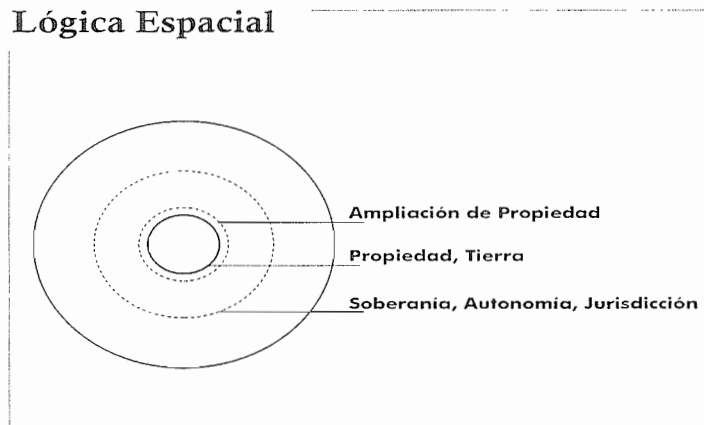 Lógica Espacial
Ampliación de Propiedad
Propiedad, Tierra
Soberanía, Autonomía, Jurisdicción